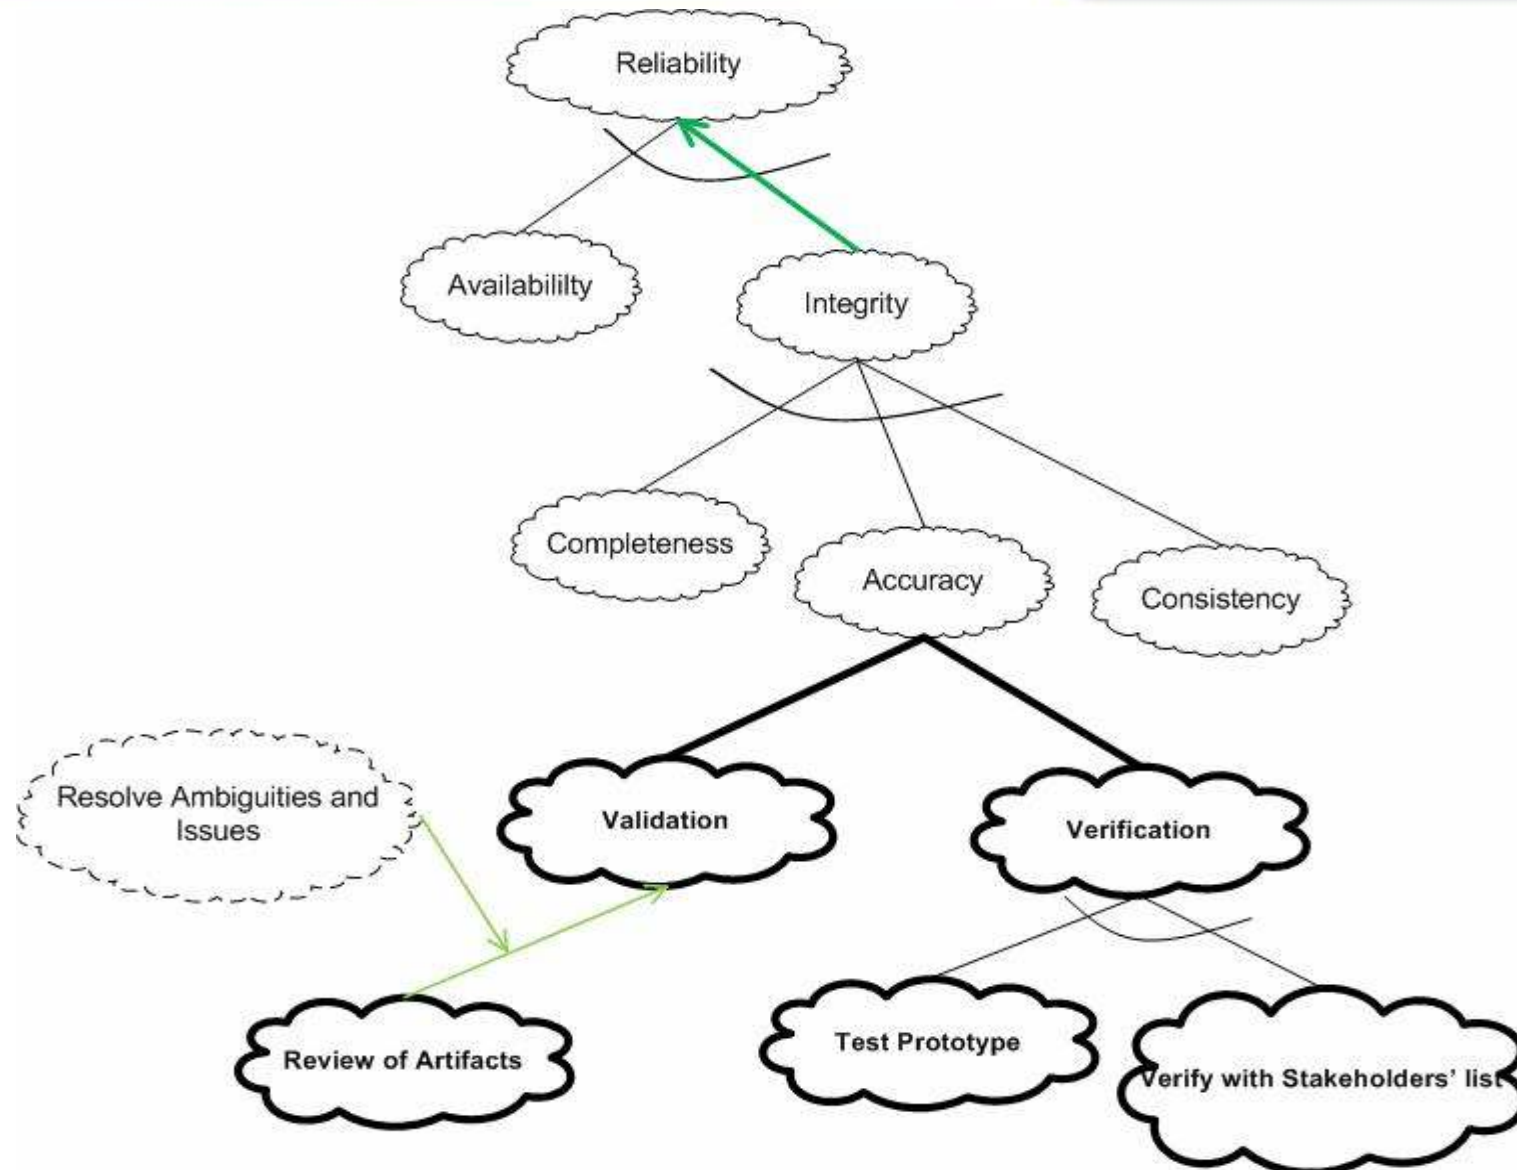 Reliability
Availabililty
Integrity
Completeness
Accuracy
Consistency
Resolve Ambiguities and
Issues
Validation
Verification
Review of Artifacts
Test Prototype
Verify with Stakeholders’ list